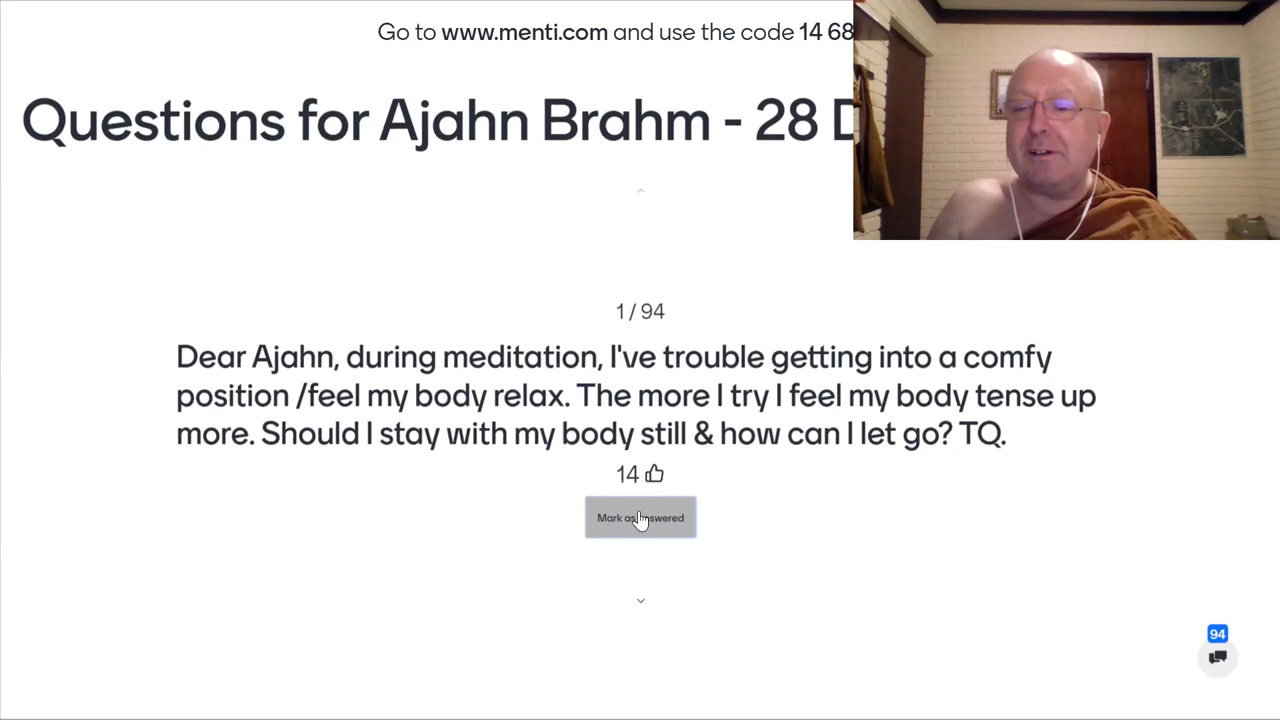 Go to www.menti.com and use the code 14 68
Questions for Ajahn Brahm - 28 D
1 / 94
Dear Ajahn, during meditation, I've trouble getting into a comfy
position /feel my body relax. The more I try I feel my body tense up
more. Should I stay with my body still & how can I let go? TQ.
14
Mark as answered
94